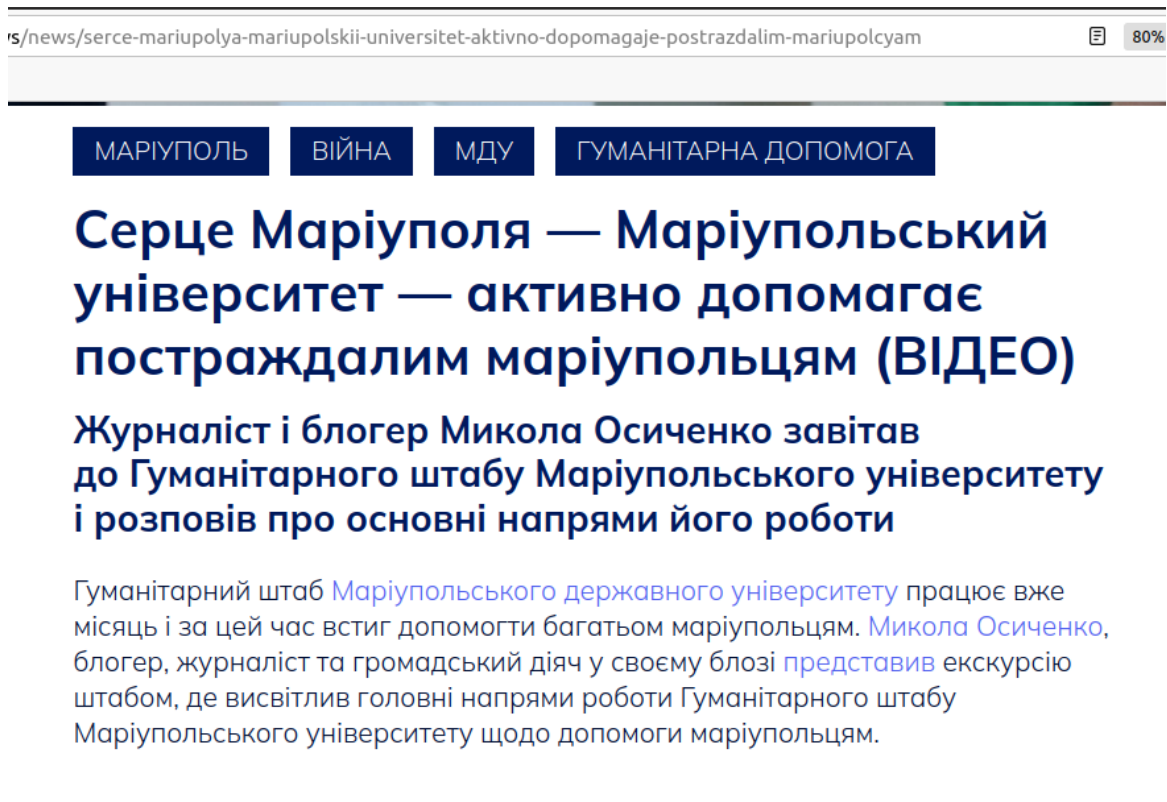 /news/serce-mariupolya-mariupolskii-universitet-aktivno-dopomagaje-postrazdalim-mariupolcyam 80%
МАРІУПОЛЬ ВІЙНА МДУ ГУМАНІТАРНА ДОПОМОГА
Серце Маріуполя — Маріупольський
університет — активно допомагає
постраждалим маріупольцям (ВІДЕО)
Журналіст і блогер Микола Осиченко завітав
до Гуманітарного штабу Маріупольського університету
і розповів про основні напрями його роботи
Гуманітарний штаб Маріупольського державного університету працює вже
місяць і за цей час встиг допомогти багатьом маріупольцям. Микола Осиченко,
блогер, журналіст та громадський діяч у своєму блозі представив екскурсію
штабом, де висвітлив головні напрями роботи Гуманітарного штабу
Маріупольського університету щодо допомоги маріупольцям.